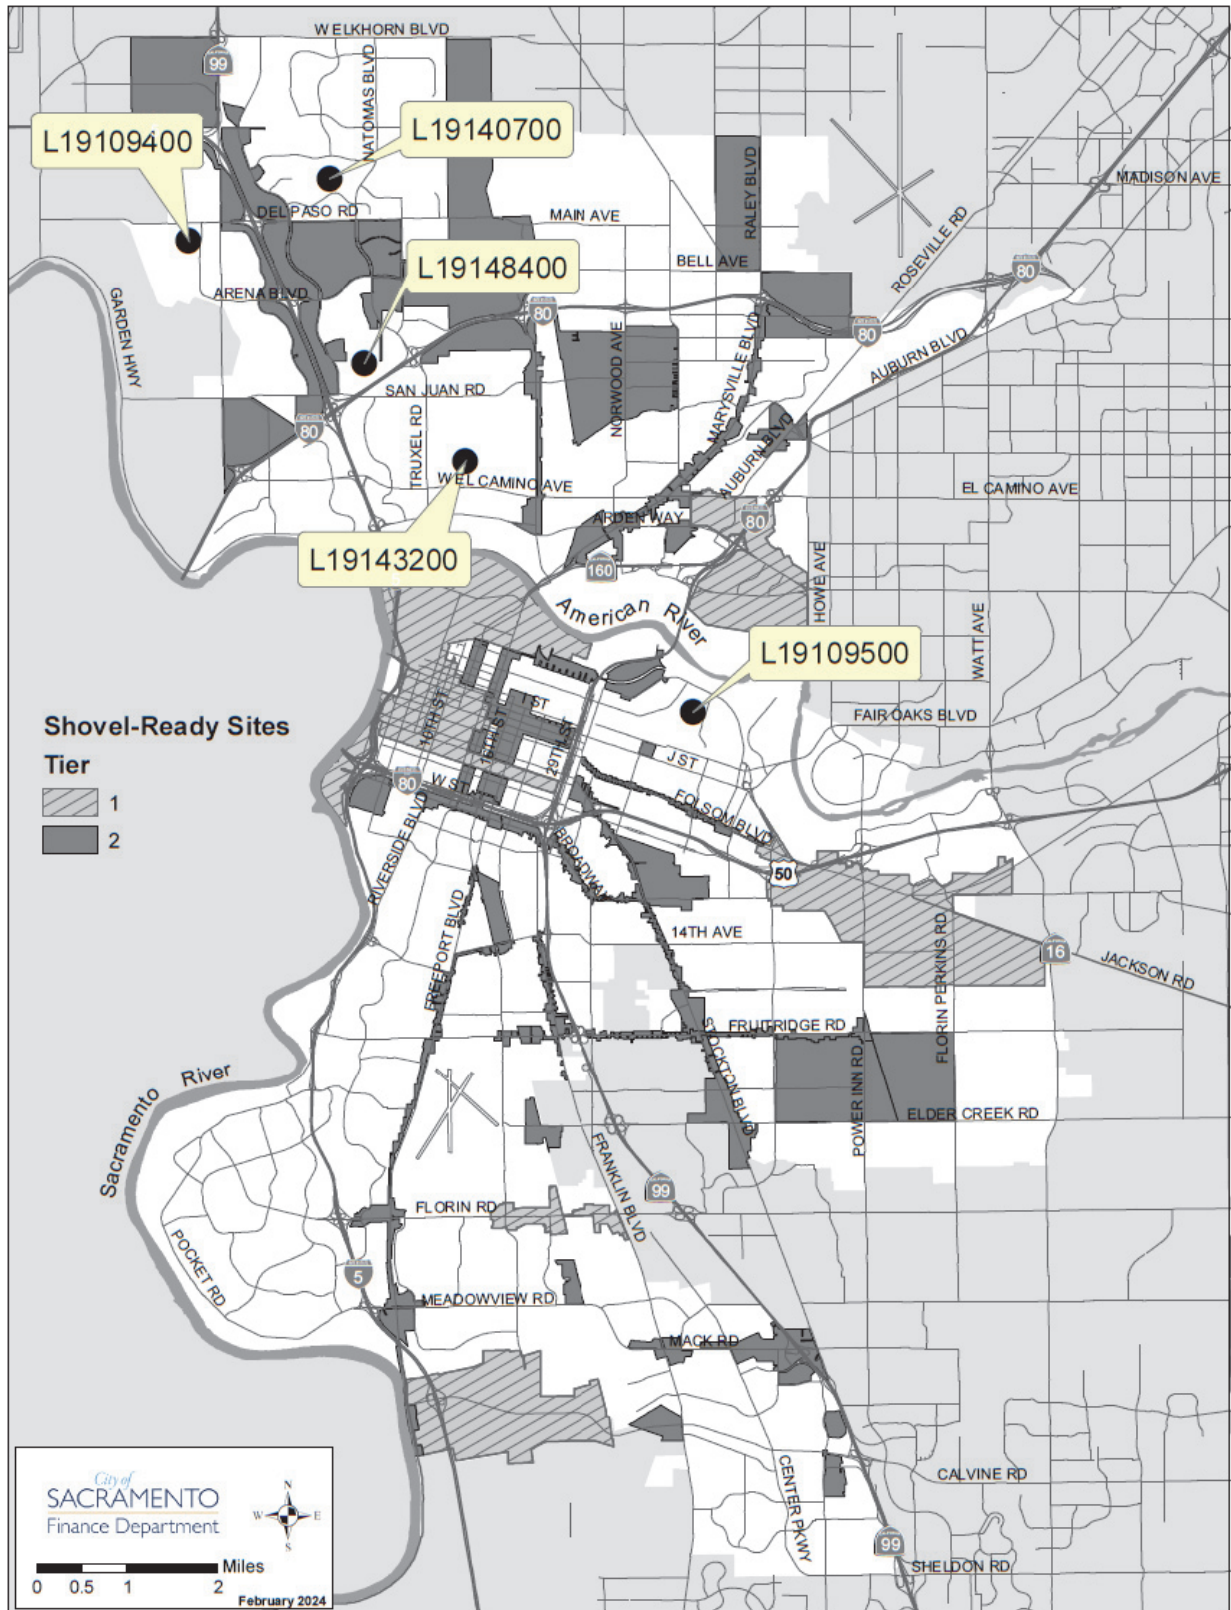 W ELKHORN BLVD
99
NATOMAS BLVD
L19140700
L19109400
DEL PASO RD
MAIN AVE
RALEY BLVD
MADISON AVE
ROSEVILLE RD
BELL AVE
L19148400
80
ARENA BLVD
80
80
GARDEN HWY
NORWOOD AVE
MARYSVILLE BLVD
AUBURN BLVD
SAN JUAN RD
80
TRUXEL RD
AUBURN BLVD
W EL CAMINO AVE
EL CAMINO AVE
ARDEN WAY
80
L19143200
160
HOWE AVE
American River
WATT AVE
L19109500
FAIR OAKS BLVD
Shovel-Ready Sites
Tier
1
2
I ST
10TH ST
16TH ST
29TH ST
J ST
80
W ST
FOLSOM BLVD
RIVERSIDE BLVD
BROADWAY
50
FREEPORT BLVD
14TH AVE
FLORIN PERKINS RD
16
JACKSON RD
FRUITRIDGE RD
STOCKTON BLVD
POWER INN RD
Sacramento River
ELDER CREEK RD
FRANKLIN BLVD
99
FLORIN RD
POCKET RD
5
MEADOWVIEW RD
MACK RD
CENTER PKWY
CALVINE RD
99
SHELDON RD
City of
SACRAMENTO
Finance Department
N
W E
S
Miles
0 0.5 1 2
February 2024